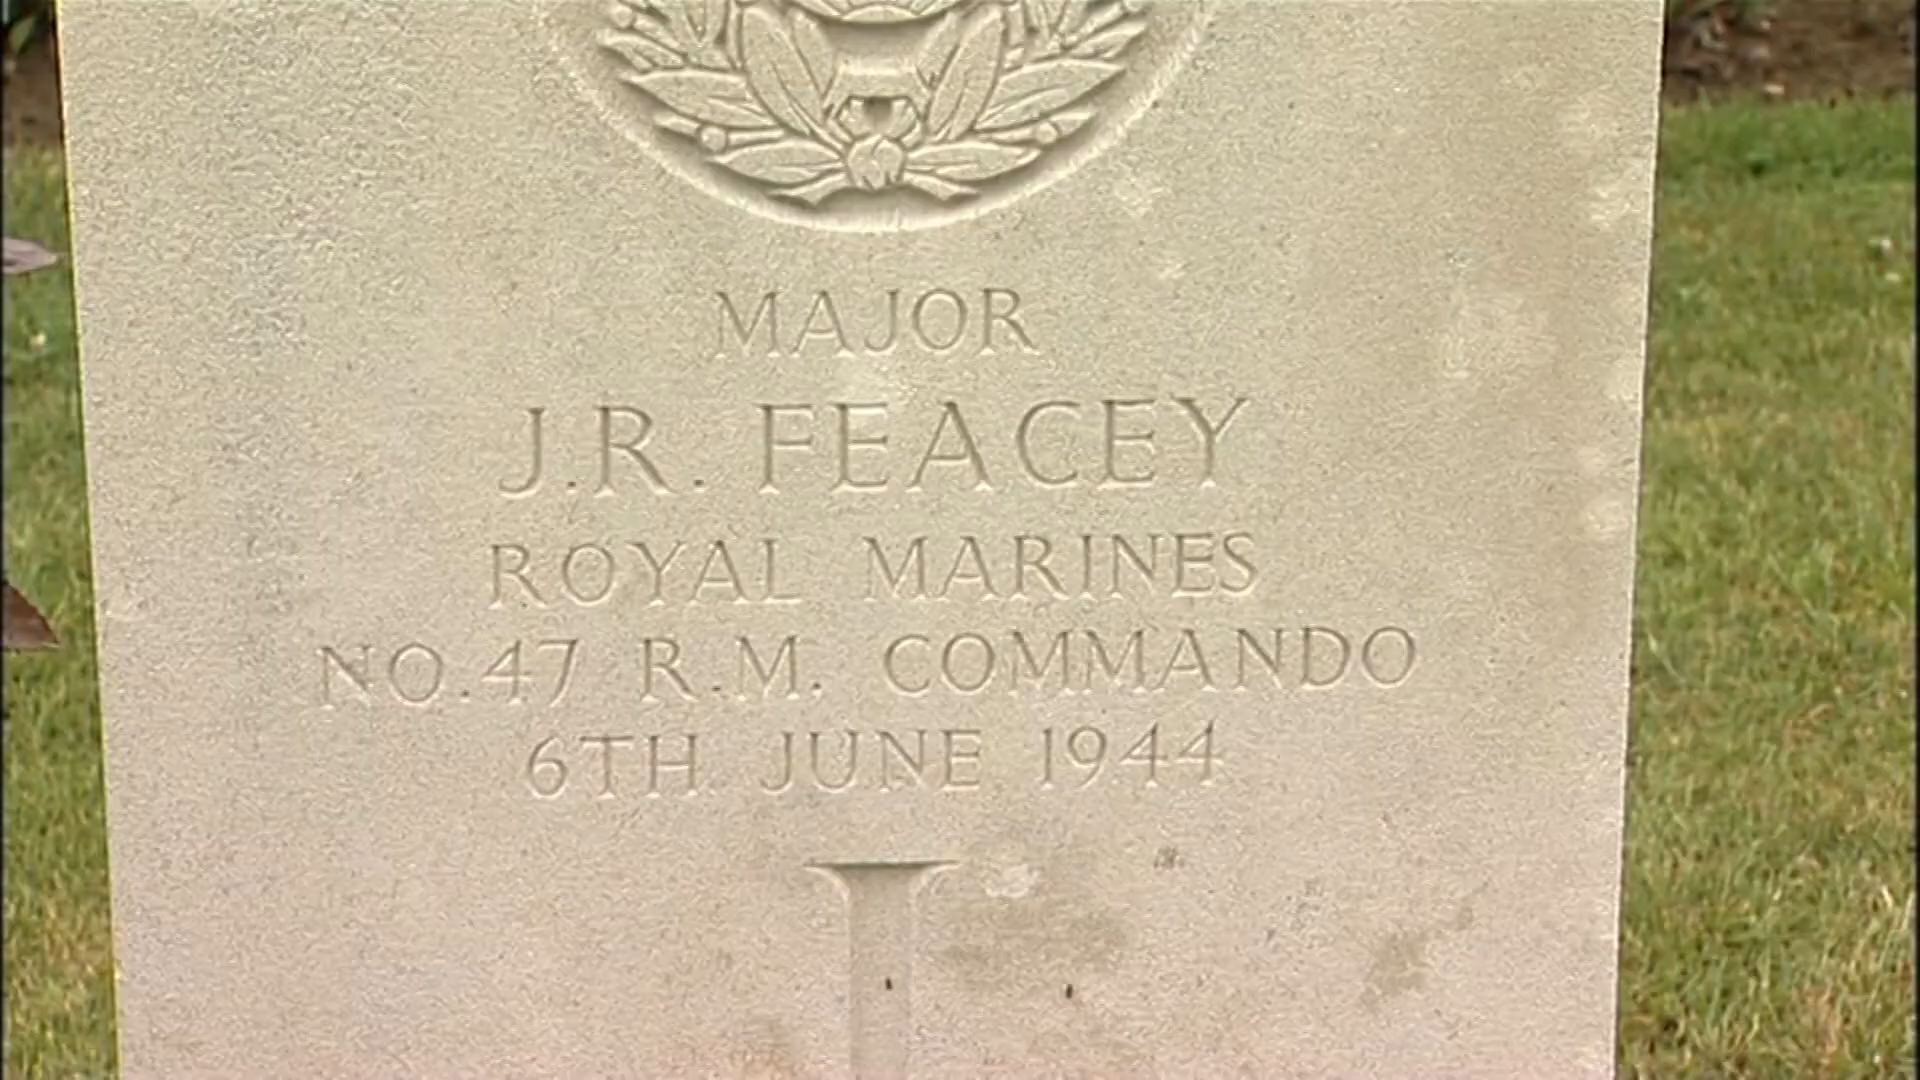 MAJOR
J.R. FEACEY
ROYAL MARINES
NO.47 R.M. COMMANDO
6TH JUNE 1944